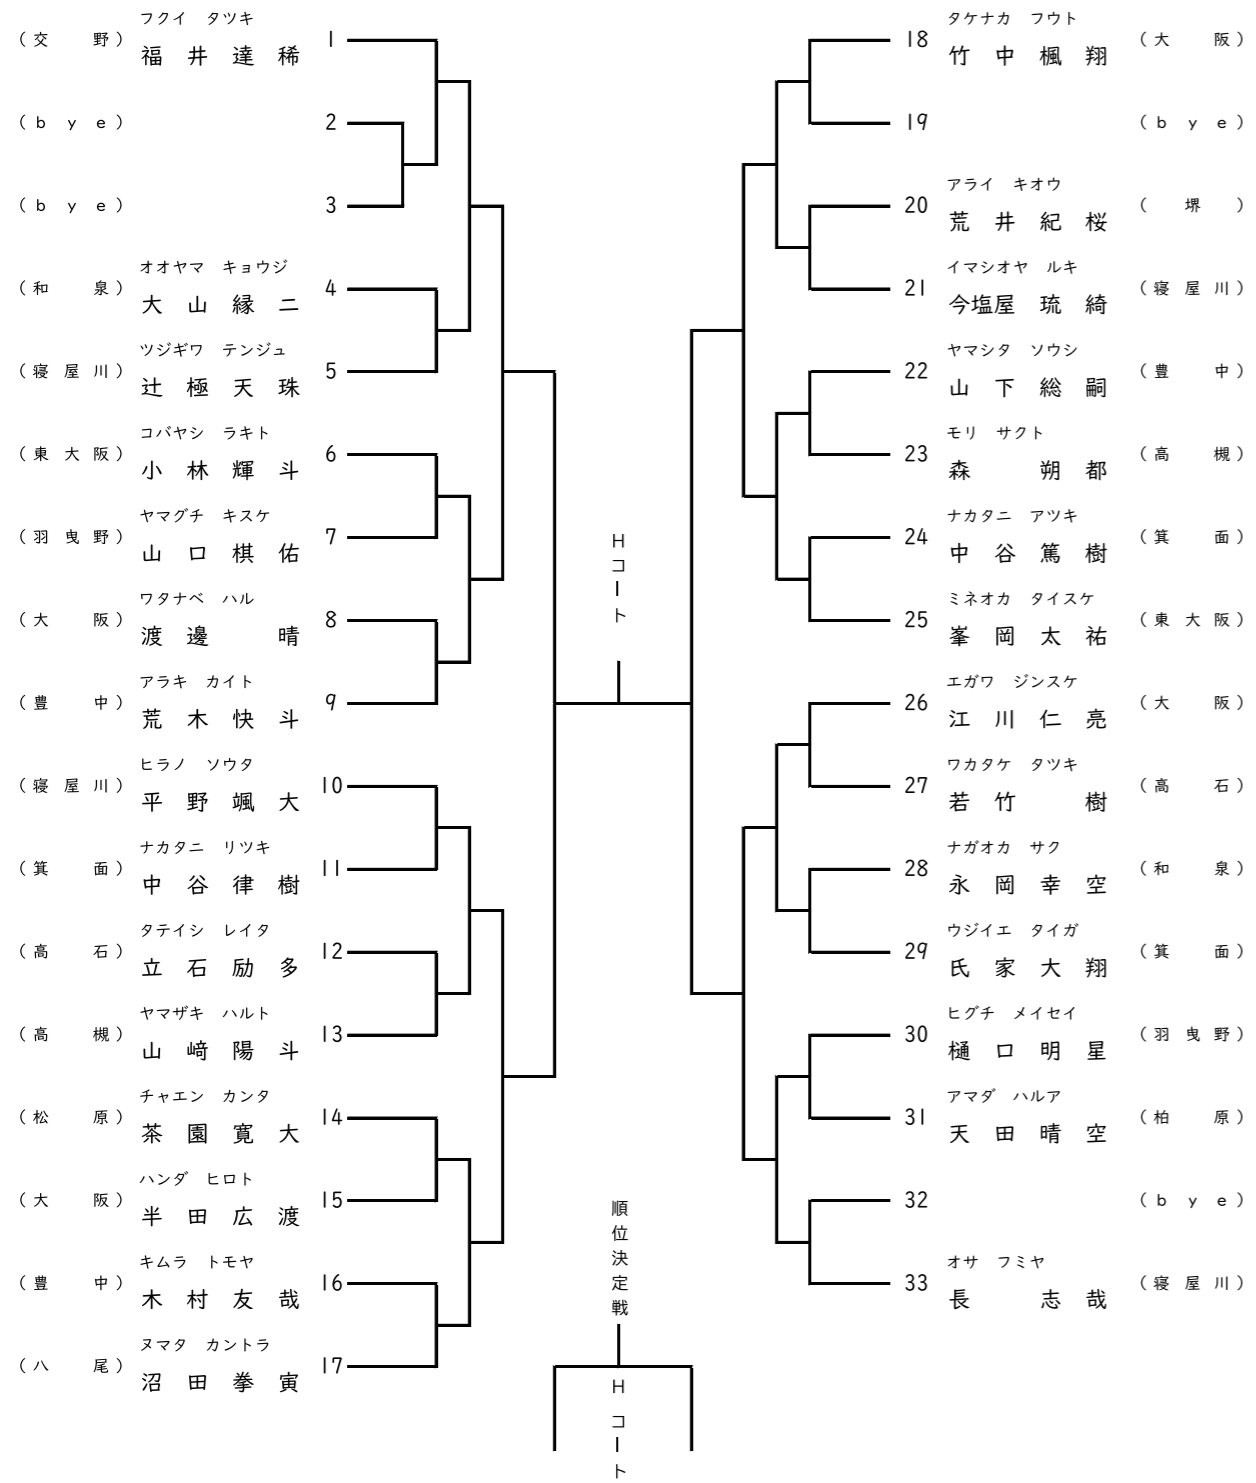 フクイ タツキ
(交野) 福井達稀 1
(bye) 2
(bye) 3
オオヤマ キョウジ
(和泉) 大山縁二 4
ツジギワ テンジュ
(寝屋川) 辻極天珠 5
コバヤシ ラキト
(東大阪) 小林輝斗 6
ヤマグチ キスケ
(羽曳野) 山口棋佑 7
ワタナベ ハル
(大阪) 渡邊晴 8
アラキ カイト
(豊中) 荒木快斗 9
ヒラノ ソウタ
(寝屋川) 平野颯大 10
ナカタニ リツキ
(箕面) 中谷律樹 11
タテイシ レイタ
(高石) 立石励多 12
ヤマザキ ハルト
(高槻) 山﨑陽斗 13
チャエン カンタ
(松原) 茶園寛大 14
ハンダ ヒロト
(大阪) 半田広渡 15
キムラ トモヤ
(豊中) 木村友哉 16
ヌマタ カントラ
(八尾) 沼田拳寅 17
Hコート
順位決定戦
Hコート
タケナカ フウト
18 竹中楓翔 (大阪)
19 (bye)
アライ キオウ
20 荒井紀桜 (堺)
イマシオヤ ルキ
21 今塩屋琉綺 (寝屋川)
ヤマシタ ソウシ
22 山下総嗣 (豊中)
モリ サクト
23 森朔都 (高槻)
ナカタニ アツキ
24 中谷篤樹 (箕面)
ミネオカ タイスケ
25 峯岡太祐 (東大阪)
エガワ ジンスケ
26 江川仁亮 (大阪)
ワカタケ タツキ
27 若竹樹 (高石)
ナガオカ サク
28 永岡幸空 (和泉)
ウジイエ タイガ
29 氏家大翔 (箕面)
ヒグチ メイセイ
30 樋口明星 (羽曳野)
アマダ ハルア
31 天田晴空 (柏原)
32 (bye)
オサ フミヤ
33 長志哉 (寝屋川)